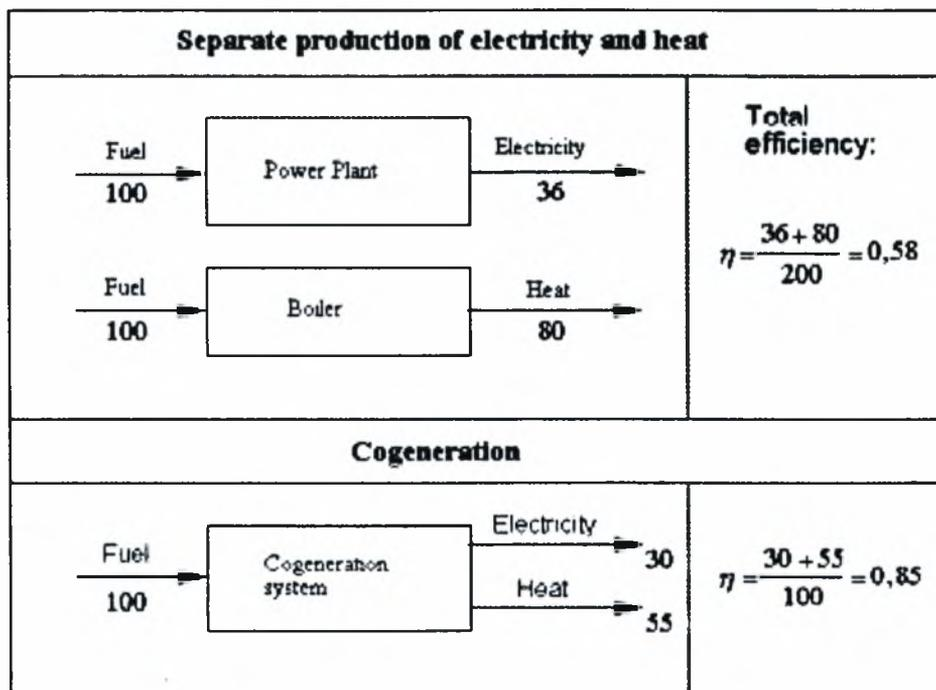 Separate production of electricity and heat
Fuel
100
Power Plant
Electricity
36
Fuel
100
Boiler
Heat
80
Total
efficiency:
η = 36 + 80 / 200 = 0,58
Cogeneration
Fuel
100
Cogeneration
system
Electricity
30
Heat
55
η = 30 + 55 / 100 = 0,85